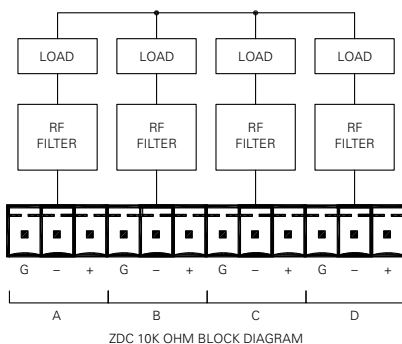 LOAD LOAD LOAD LOAD
RF FILTER RF FILTER RF FILTER RF FILTER
G – + G – + G – + G – +
A B C D
ZDC 10K OHM BLOCK DIAGRAM